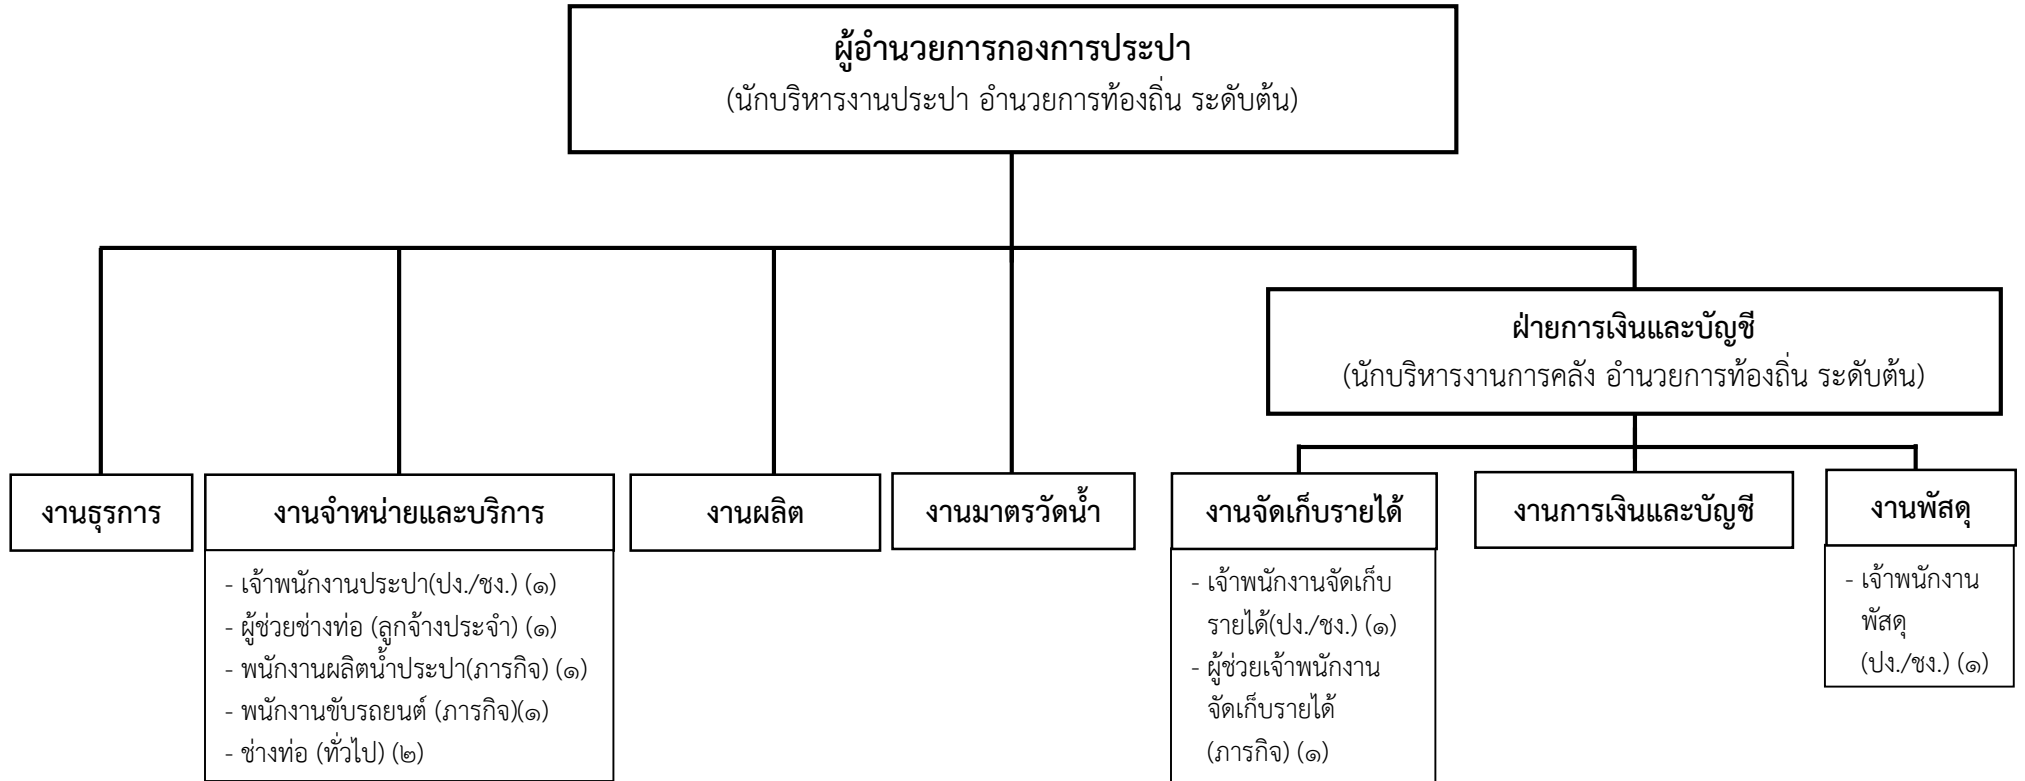 ผู้อำนวยการกองการประปา
(นักบริหารงานประปา อำนวยการท้องถิ่น ระดับต้น)
ฝ่ายการเงินและบัญชี
(นักบริหารงานการคลัง อำนวยการท้องถิ่น ระดับต้น)
งานธุรการ
งานจำหน่ายและบริการ
- เจ้าพนักงานประปา(ปง./ชง.) (๑)
- ผู้ช่วยช่างท่อ (ลูกจ้างประจำ) (๑)
- พนักงานผลิตน้ำประปา(ภารกิจ) (๑)
- พนักงานขับรถยนต์ (ภารกิจ)(๑)
- ช่างท่อ (ทั่วไป) (๒)
งานผลิต
งานมาตรวัดน้ำ
งานจัดเก็บรายได้
- เจ้าพนักงานจัดเก็บ
รายได้(ปง./ชง.) (๑)
- ผู้ช่วยเจ้าพนักงาน
จัดเก็บรายได้
(ภารกิจ) (๑)
งานการเงินและบัญชี
งานพัสดุ
- เจ้าพนักงาน
พัสดุ
(ปง./ชง.) (๑)